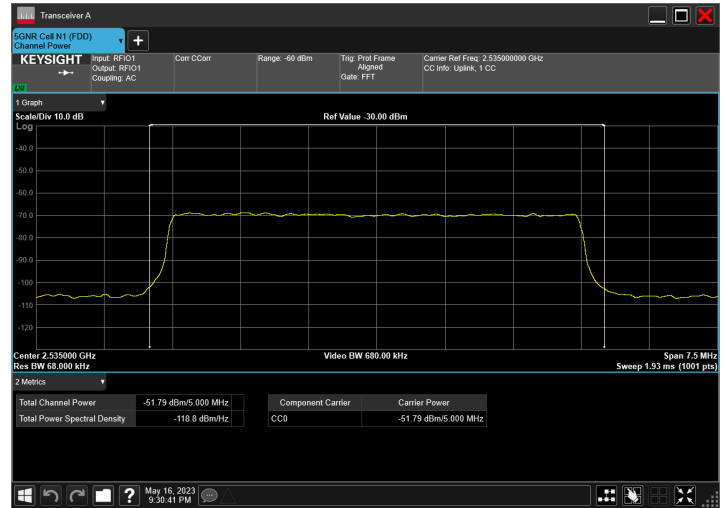 Transceiver A
5GNR Cell N1 (FDD)
Channel Power
KEYSIGHT
LXI
Input: RFIO1
Output: RFIO1
Coupling: AC
Corr CCorr
Range: -60 dBm
Trig: Prot Frame
Aligned
Gate: FFT
Carrier Ref Freq: 2.535000000 GHz
CC Info: Uplink, 1 CC
1 Graph
Scale/Div 10.0 dB
Ref Value -30.00 dBm
Log
-40.0
-50.0
-60.0
-70.0
-80.0
-90.0
-100
-110
-120
Center 2.535000 GHz
Video BW 680.00 kHz
Span 7.5 MHz
Res BW 68.000 kHz
Sweep 1.93 ms (1001 pts)
2 Metrics
Total Channel Power -51.79 dBm/5.000 MHz
Total Power Spectral Density -118.8 dBm/Hz
Component Carrier Carrier Power
CC0 -51.79 dBm/5.000 MHz
May 16, 2023
9:30:41 PM